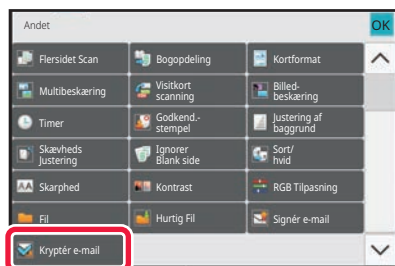 Andet
OK
Flersidet Scan
Bogopdeling
Kortformat
Multibeskæring
Visitkort
scanning
Billed-
beskæring
Timer
Godkend.-
stempel
Justering af
baggrund
Skævheds
Justering
Ignorer
Blank side
Sort/
hvid
Skarphed
Kontrast
RGB Tilpasning
Fil
Hurtig Fil
Signér e-mail
Kryptér e-mail